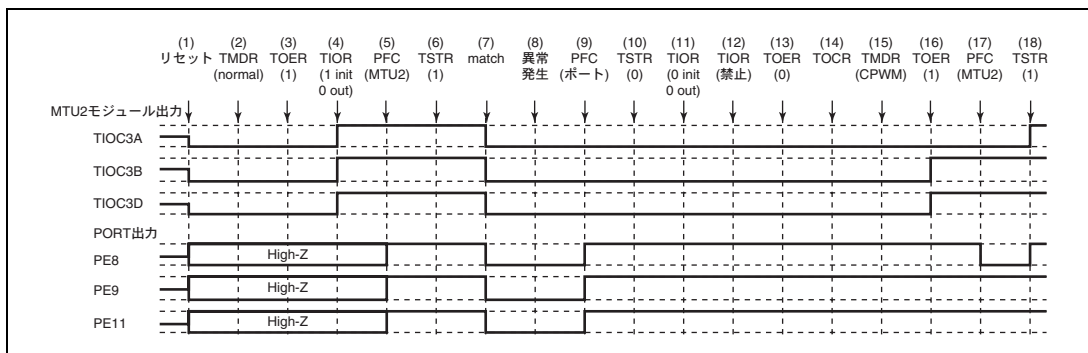 (1) (2) (3) (4) (5) (6) (7) (8) (9) (10) (11) (12) (13) (14) (15) (16) (17) (18)
リセット TMDR TOER TIOR PFC TSTR match 異常 PFC TSTR TIOR TIOR TOER TOCR TMDR TOER PFC TSTR
(normal) (1) (1 init (MTU2) (1) 発生 (ポート) (0) (0 init (禁止) (0) (CPWM) (1) (MTU2) (1)
0 out) 0 out)
MTU2モジュール出力
TIOC3A
TIOC3B
TIOC3D
PORT出力
PE8 High-Z
PE9 High-Z
PE11 High-Z